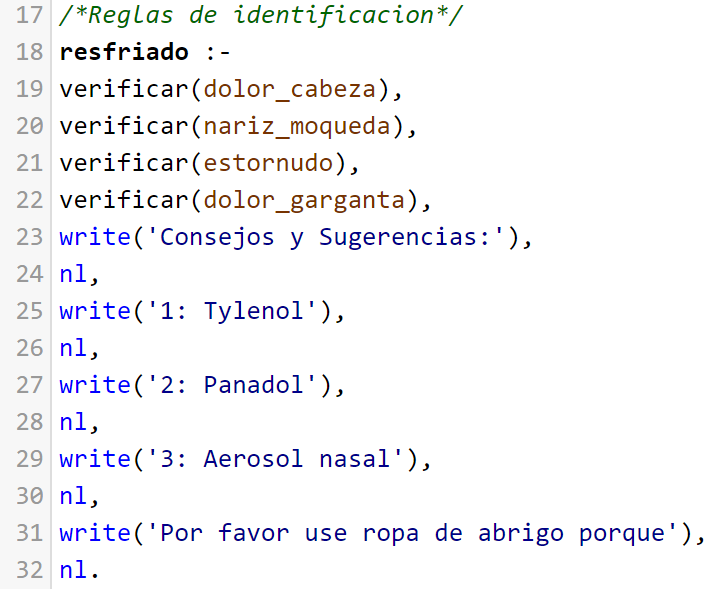 17 /*Reglas de identificacion*/
18 resfriado :-
19 verificar(dolor_cabeza),
20 verificar(nariz_moqueda),
21 verificar(estornudo),
22 verificar(dolor_garganta),
23 write('Consejos y Sugerencias:'),
24 nl,
25 write('1: Tylenol'),
26 nl,
27 write('2: Panadol'),
28 nl,
29 write('3: Aerosol nasal'),
30 nl,
31 write('Por favor use ropa de abrigo porque'),
32 nl.